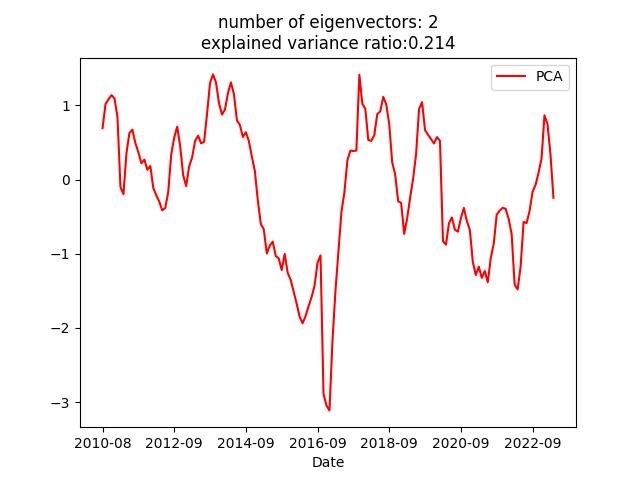 number of eigenvectors: 2
explained variance ratio:0.214
PCA
1
0
−1
−2
−3
2010-08 2012-09 2014-09 2016-09 2018-09 2020-09 2022-09
Date